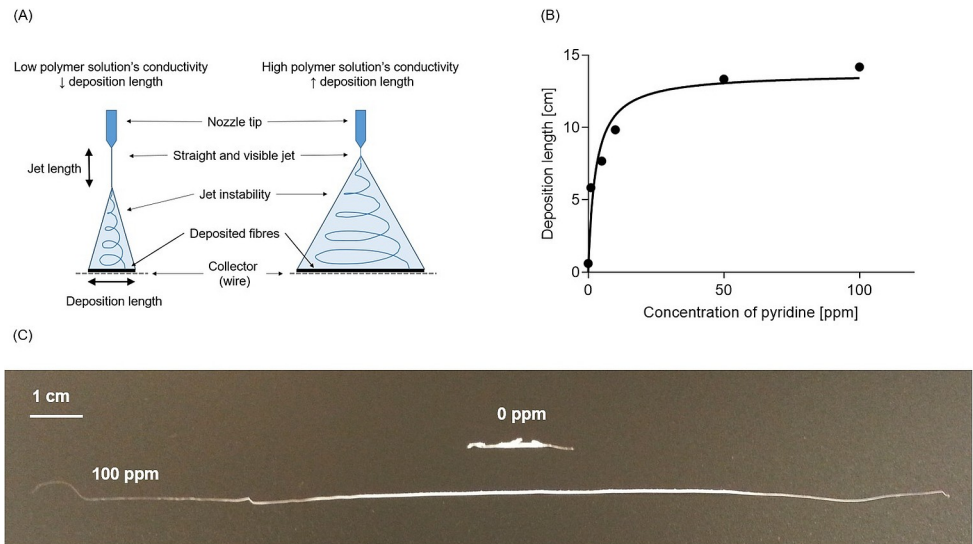 (A)
Low polymer solution's conductivity
↓ deposition length
High polymer solution's conductivity
↑ deposition length
Nozzle tip
Straight and visible jet
Jet length
Jet instability
Deposited fibres
Collector
(wire)
Deposition length
(B)
15
10
5
0
Deposition length [cm]
0
50
100
Concentration of pyridine [ppm]
(C)
1 cm
0 ppm
100 ppm